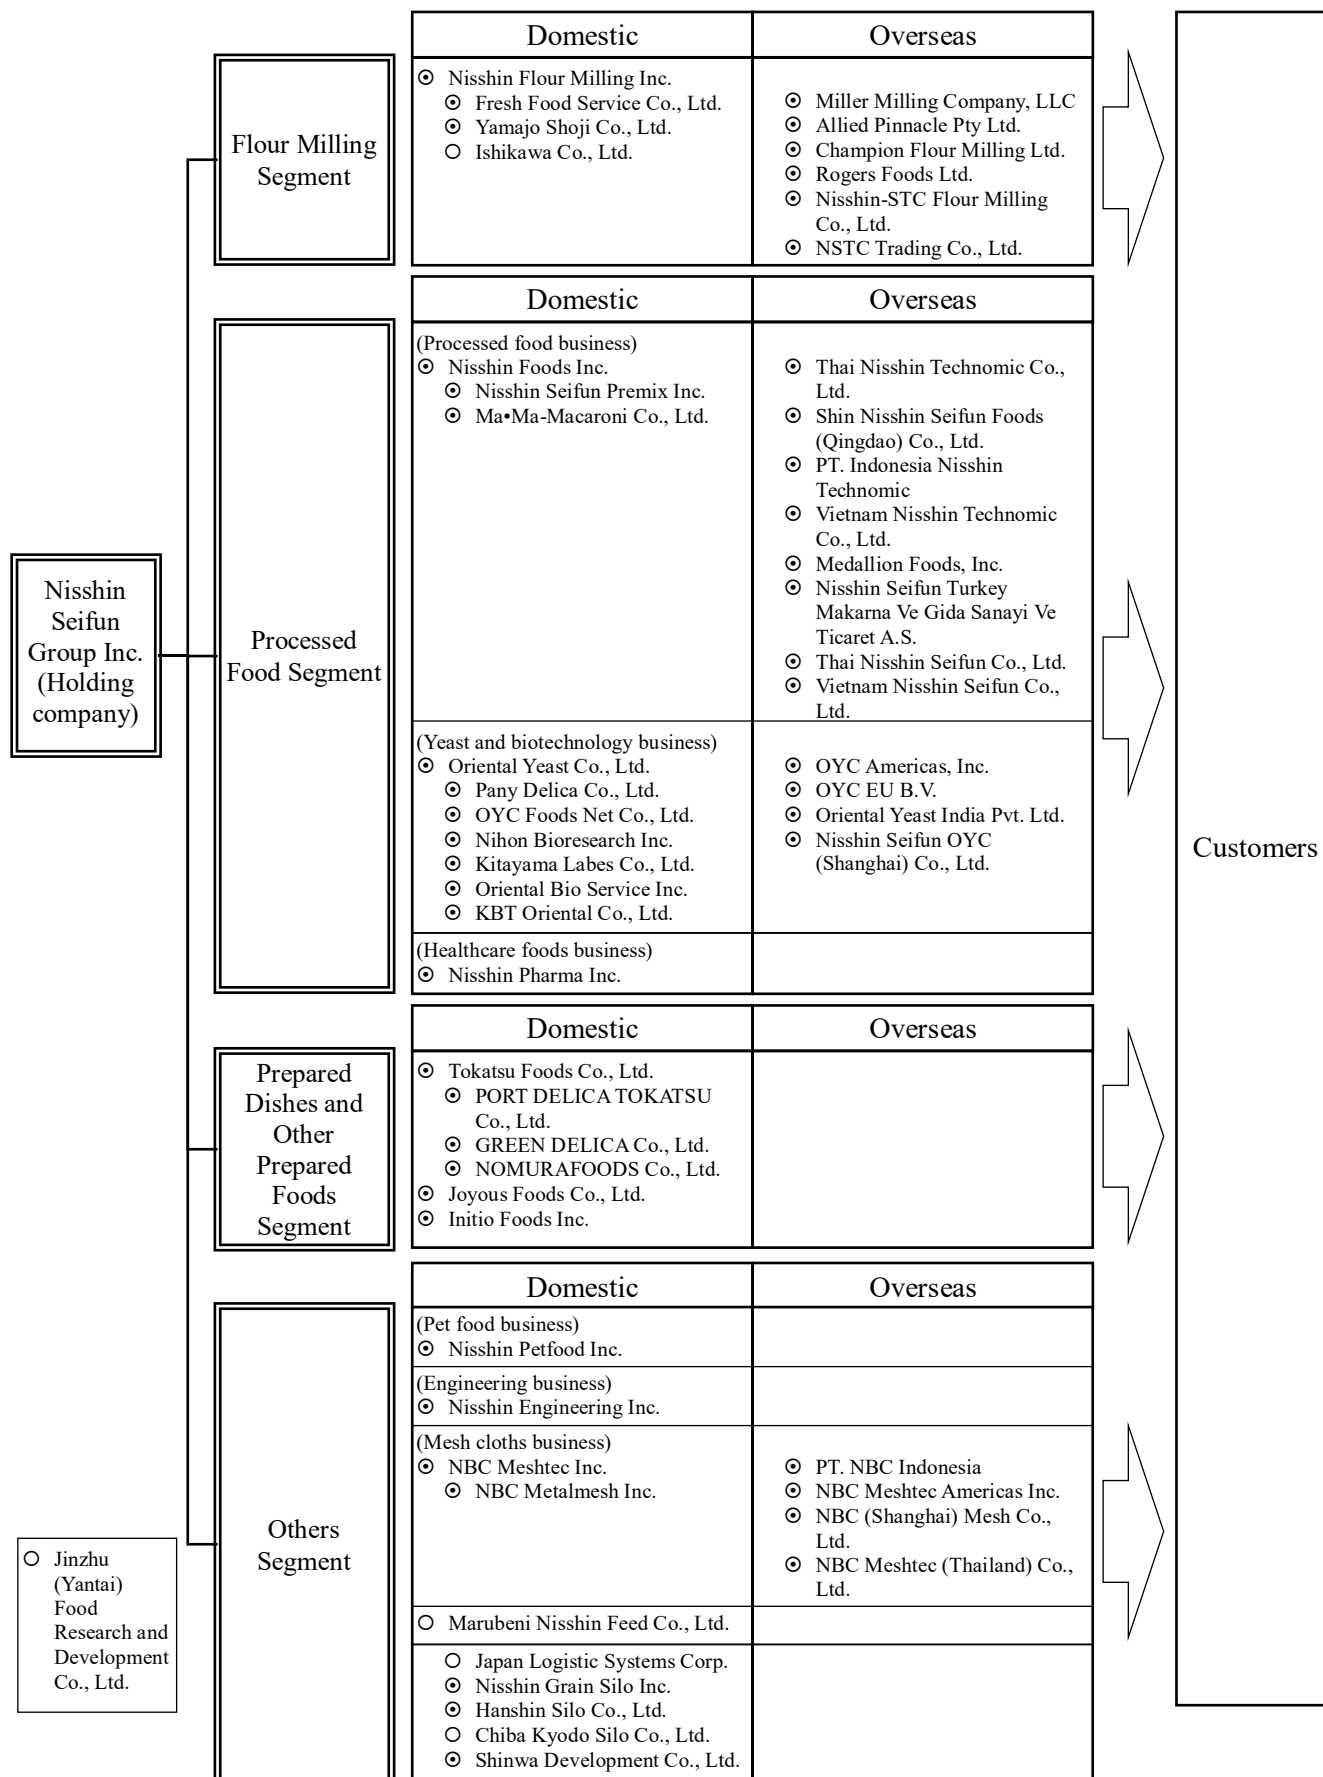 Nisshin
Seifun
Group Inc.
(Holding
company)
○ Jinzhu
(Yantai)
Food
Research and
Development
Co., Ltd.
Flour Milling
Segment
Domestic
Overseas
⊙ Nisshin Flour Milling Inc.
⊙ Fresh Food Service Co., Ltd.
⊙ Yamajo Shoji Co., Ltd.
○ Ishikawa Co., Ltd.
⊙ Miller Milling Company, LLC
⊙ Allied Pinnacle Pty Ltd.
⊙ Champion Flour Milling Ltd.
⊙ Rogers Foods Ltd.
⊙ Nisshin-STC Flour Milling
Co., Ltd.
⊙ NSTC Trading Co., Ltd.
Processed
Food Segment
Domestic
Overseas
(Processed food business)
⊙ Nisshin Foods Inc.
⊙ Nisshin Seifun Premix Inc.
⊙ Ma•Ma-Macaroni Co., Ltd.
⊙ Thai Nisshin Technomic Co.,
Ltd.
⊙ Shin Nisshin Seifun Foods
(Qingdao) Co., Ltd.
⊙ PT. Indonesia Nisshin
Technomic
⊙ Vietnam Nisshin Technomic
Co., Ltd.
⊙ Medallion Foods, Inc.
⊙ Nisshin Seifun Turkey
Makarna Ve Gida Sanayi Ve
Ticaret A.S.
⊙ Thai Nisshin Seifun Co., Ltd.
⊙ Vietnam Nisshin Seifun Co.,
Ltd.
(Yeast and biotechnology business)
⊙ Oriental Yeast Co., Ltd.
⊙ Pany Delica Co., Ltd.
⊙ OYC Foods Net Co., Ltd.
⊙ Nihon Bioresearch Inc.
⊙ Kitayama Labes Co., Ltd.
⊙ Oriental Bio Service Inc.
⊙ KBT Oriental Co., Ltd.
⊙ OYC Americas, Inc.
⊙ OYC EU B.V.
⊙ Oriental Yeast India Pvt. Ltd.
⊙ Nisshin Seifun OYC
(Shanghai) Co., Ltd.
(Healthcare foods business)
⊙ Nisshin Pharma Inc.
Prepared
Dishes and
Other
Prepared
Foods
Segment
Domestic
Overseas
⊙ Tokatsu Foods Co., Ltd.
⊙ PORT DELICA TOKATSU
Co., Ltd.
⊙ GREEN DELICA Co., Ltd.
⊙ NOMURAFOODS Co., Ltd.
⊙ Joyous Foods Co., Ltd.
⊙ Initio Foods Inc.
Others
Segment
Domestic
Overseas
(Pet food business)
⊙ Nisshin Petfood Inc.
(Engineering business)
⊙ Nisshin Engineering Inc.
(Mesh cloths business)
⊙ NBC Meshtec Inc.
⊙ NBC Metalmesh Inc.
⊙ PT. NBC Indonesia
⊙ NBC Meshtec Americas Inc.
⊙ NBC (Shanghai) Mesh Co.,
Ltd.
⊙ NBC Meshtec (Thailand) Co.,
Ltd.
○ Marubeni Nisshin Feed Co., Ltd.
○ Japan Logistic Systems Corp.
⊙ Nisshin Grain Silo Inc.
⊙ Hanshin Silo Co., Ltd.
○ Chiba Kyodo Silo Co., Ltd.
⊙ Shinwa Development Co., Ltd.
Customers